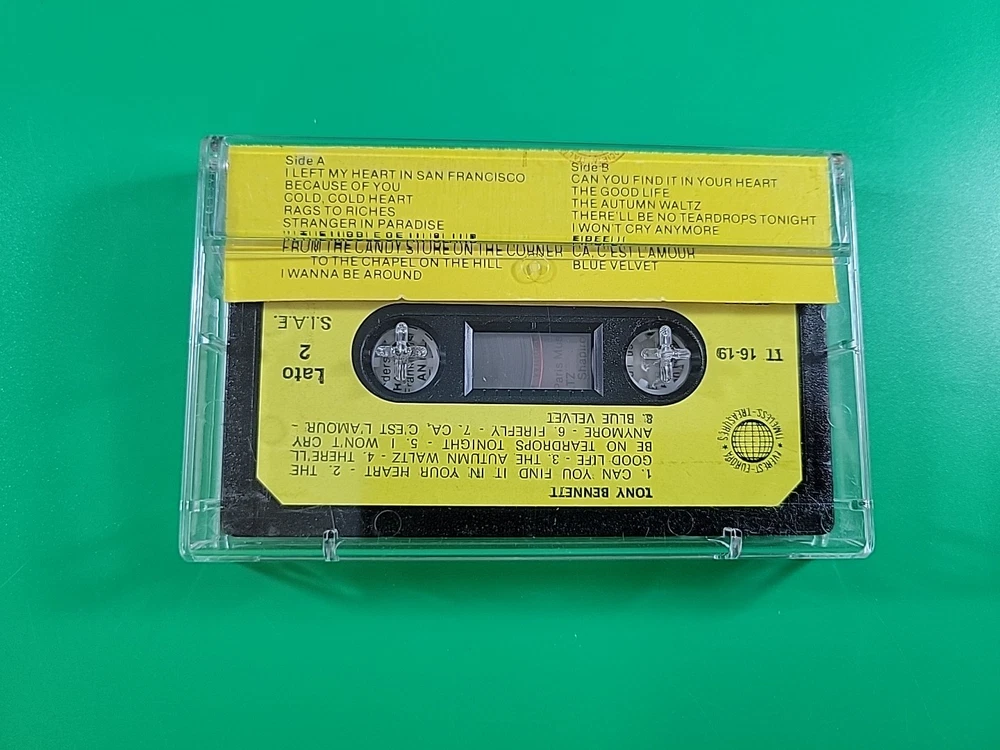 Side A
I LEFT MY HEART IN SAN FRANCISCO
BECAUSE OF YOU
COLD, COLD HEART
RAGS TO RICHES
STRANGER IN PARADISE
FROM THE CANDY STORE ON THE CORNER
TO THE CHAPEL ON THE HILL
I WANNA BE AROUND
Side B
CAN YOU FIND IT IN YOUR HEART
THE GOOD LIFE
THE AUTUMN WALTZ
THERE'LL BE NO TEARDROPS TONIGHT
I WON'T CRY ANYMORE
CA, C'EST L'AMOUR
BLUE VELVET
TONY BENNETT
1. CAN YOU FIND IT IN YOUR HEART - 2. THE
GOOD LIFE - 3. THE AUTUMN WALTZ - 4. THERE'LL
BE NO TEARDROPS TONIGHT - 5. I WON'T CRY
ANYMORE - 6. FIREFLY - 7. CA, C'EST L'AMOUR -
8. BLUE VELVET
EVEREST-EUROPA ★ TIMELESS-TREASURES ★
TT 16-19
Lato
2
S.I.A.E.